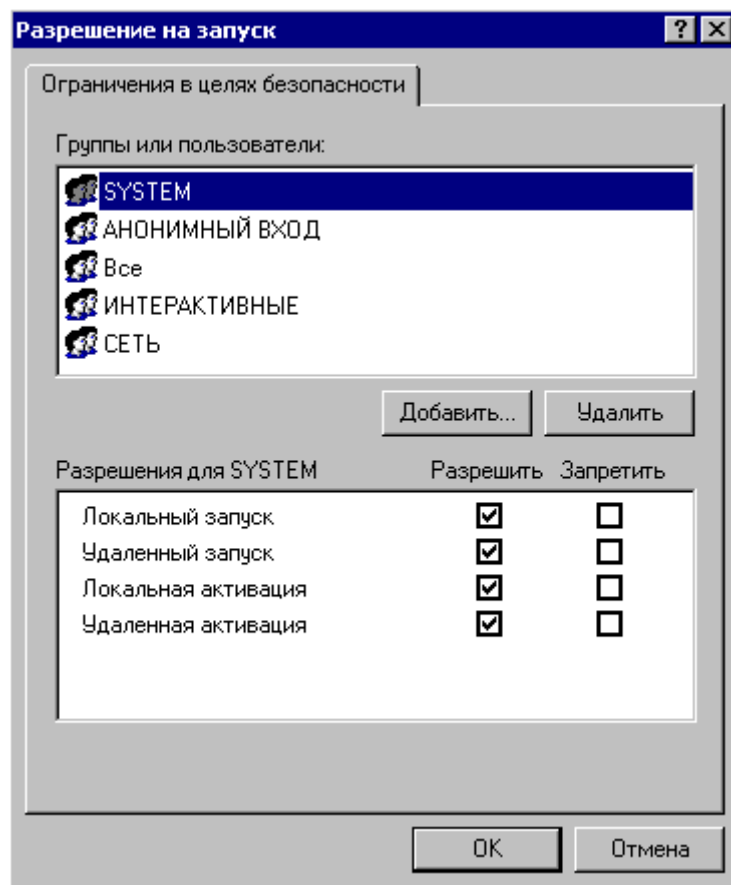 Разрешение на запуск
Ограничения в целях безопасности
Группы или пользователи:
SYSTEM
АНОНИМНЫЙ ВХОД
Все
ИНТЕРАКТИВНЫЕ
СЕТЬ
Добавить... Удалить
Разрешения для SYSTEM Разрешить Запретить
Локальный запуск
Удаленный запуск
Локальная активация
Удаленная активация
OK Отмена